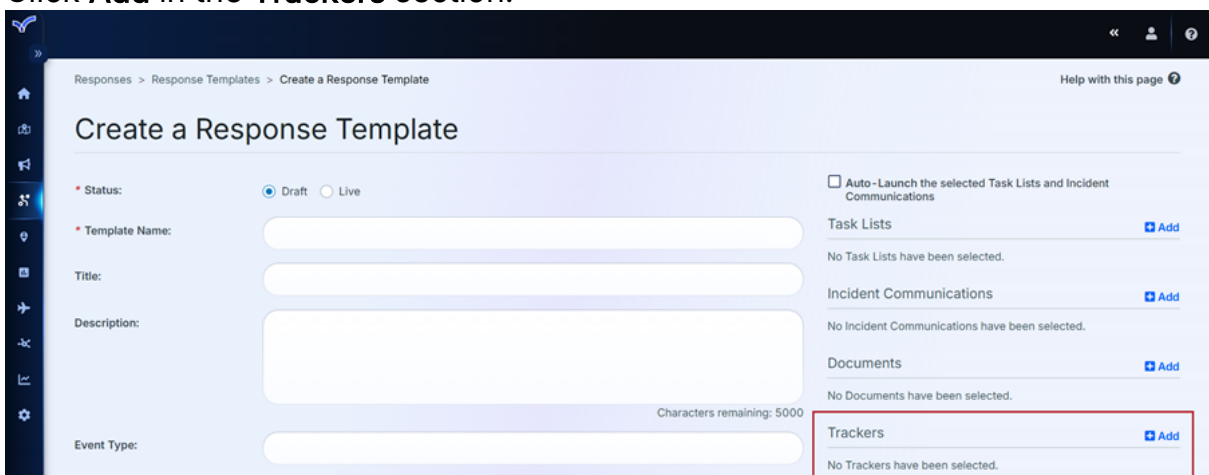 Click Add in the Trackers section.
Responses > Response Templates > Create a Response Template
Help with this page
Create a Response Template
* Status:
Draft
Live
Auto-Launch the selected Task Lists and Incident
Communications
* Template Name:
Task Lists
Add
No Task Lists have been selected.
Title:
Incident Communications
Add
Description:
No Incident Communications have been selected.
Documents
Add
No Documents have been selected.
Characters remaining: 5000
Trackers
Add
Event Type:
No Trackers have been selected.